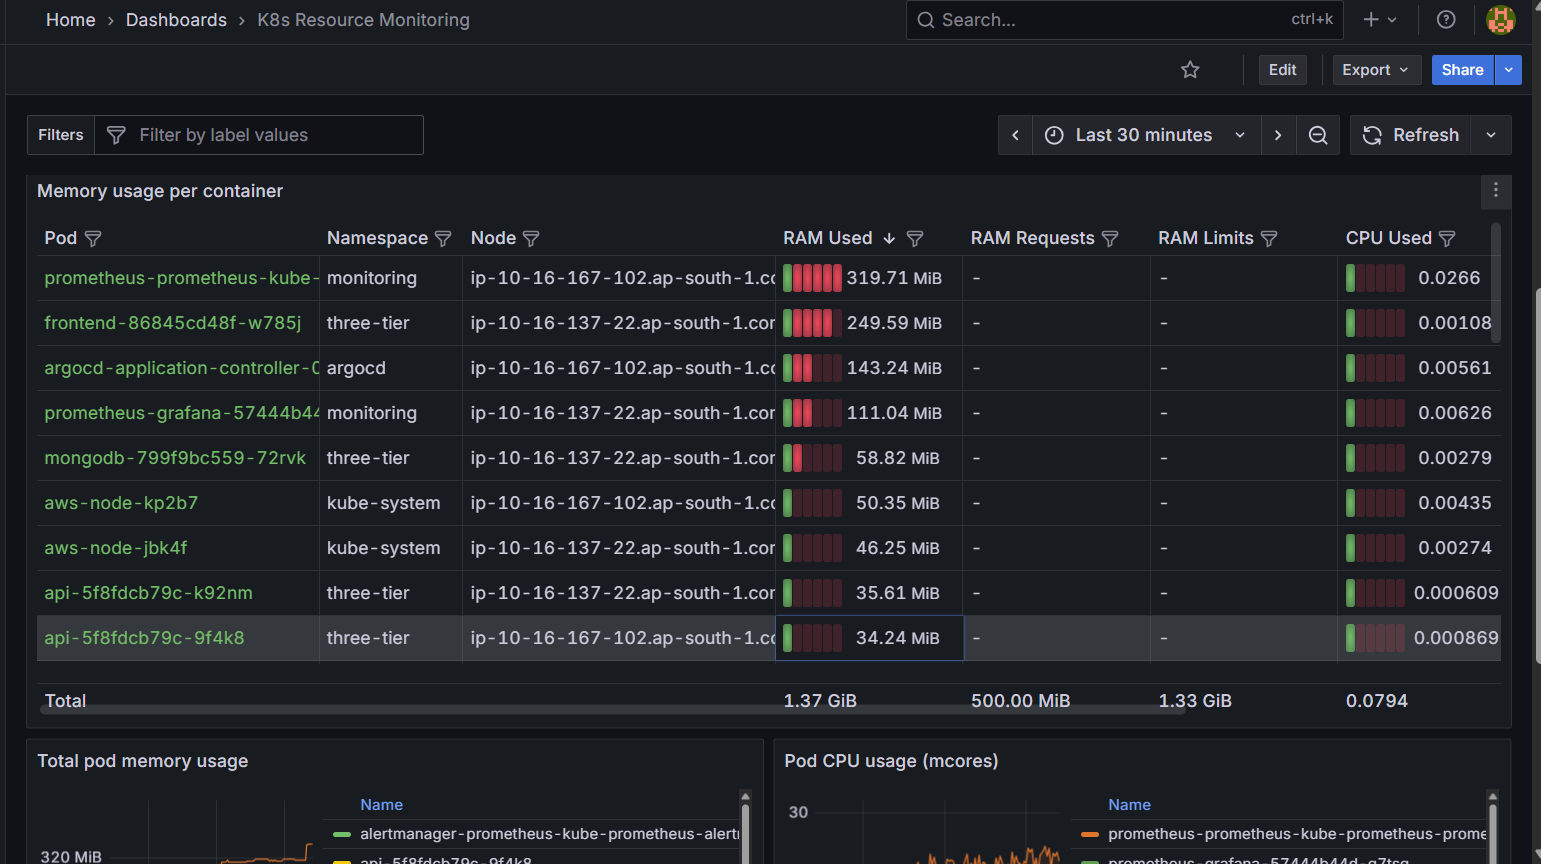 Home › Dashboards › K8s Resource Monitoring
Search... ctrl+k
Edit Export Share
Filters Filter by label values Last 30 minutes Refresh
Memory usage per container
Pod Namespace Node RAM Used RAM Requests RAM Limits CPU Used
prometheus-prometheus-kube- monitoring ip-10-16-167-102.ap-south-1.co 319.71 MiB - - 0.0266
frontend-86845cd48f-w785j three-tier ip-10-16-137-22.ap-south-1.cor 249.59 MiB - - 0.00108
argocd-application-controller-0 argocd ip-10-16-167-102.ap-south-1.co 143.24 MiB - - 0.00561
prometheus-grafana-57444b44 monitoring ip-10-16-137-22.ap-south-1.cor 111.04 MiB - - 0.00626
mongodb-799f9bc559-72rvk three-tier ip-10-16-137-22.ap-south-1.cor 58.82 MiB - - 0.00279
aws-node-kp2b7 kube-system ip-10-16-167-102.ap-south-1.co 50.35 MiB - - 0.00435
aws-node-jbk4f kube-system ip-10-16-137-22.ap-south-1.cor 46.25 MiB - - 0.00274
api-5f8fdcb79c-k92nm three-tier ip-10-16-137-22.ap-south-1.cor 35.61 MiB - - 0.000609
api-5f8fdcb79c-9f4k8 three-tier ip-10-16-167-102.ap-south-1.co 34.24 MiB - - 0.000869
Total 1.37 GiB 500.00 MiB 1.33 GiB 0.0794
Total pod memory usage
Name
alertmanager-prometheus-kube-prometheus-alert
320 MiB
api-5f8fdcb79c-9f4k8
Pod CPU usage (mcores)
30
Name
prometheus-prometheus-kube-prometheus-prome
prometheus-grafana-57444b44d-g7tsg